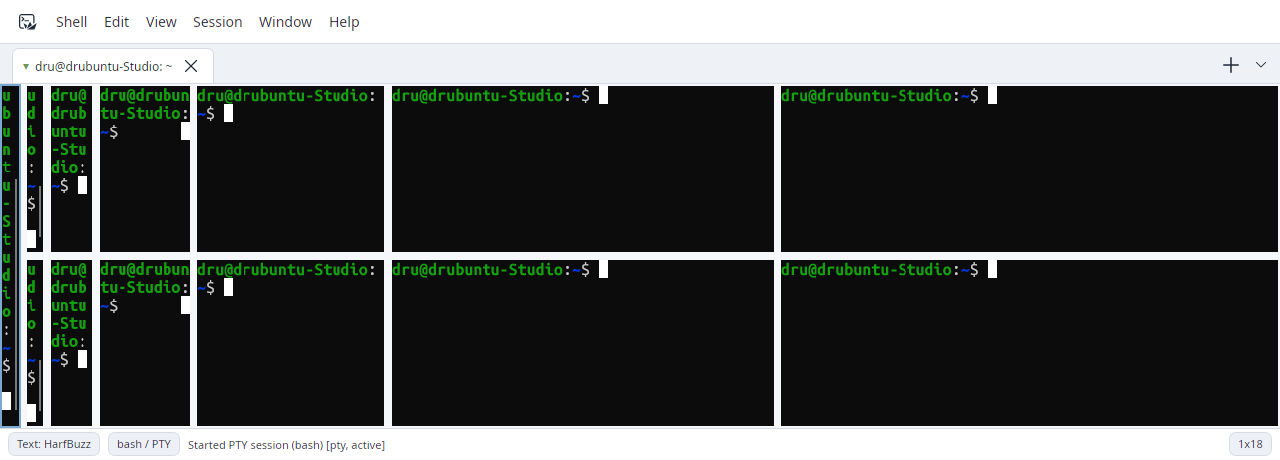 Shell Edit View Session Window Help
dru@drubuntu-Studio: ~
u
b
u
n
t
u
-
S
t
u
d
i
o
:
~
$
u
d
i
o
:
~
$
dru@
drub
untu
-Stu
dio:
~$
dru@drubun
tu-Studio:
~$
dru@drubuntu-Studio:
~$
dru@drubuntu-Studio:~$
dru@drubuntu-Studio:~$
u
d
i
o
:
~
$
dru@
drub
untu
-Stu
dio:
~$
dru@drubun
tu-Studio:
~$
dru@drubuntu-Studio:
~$
dru@drubuntu-Studio:~$
dru@drubuntu-Studio:~$
Text: HarfBuzz
bash / PTY
Started PTY session (bash) [pty, active]
1x18